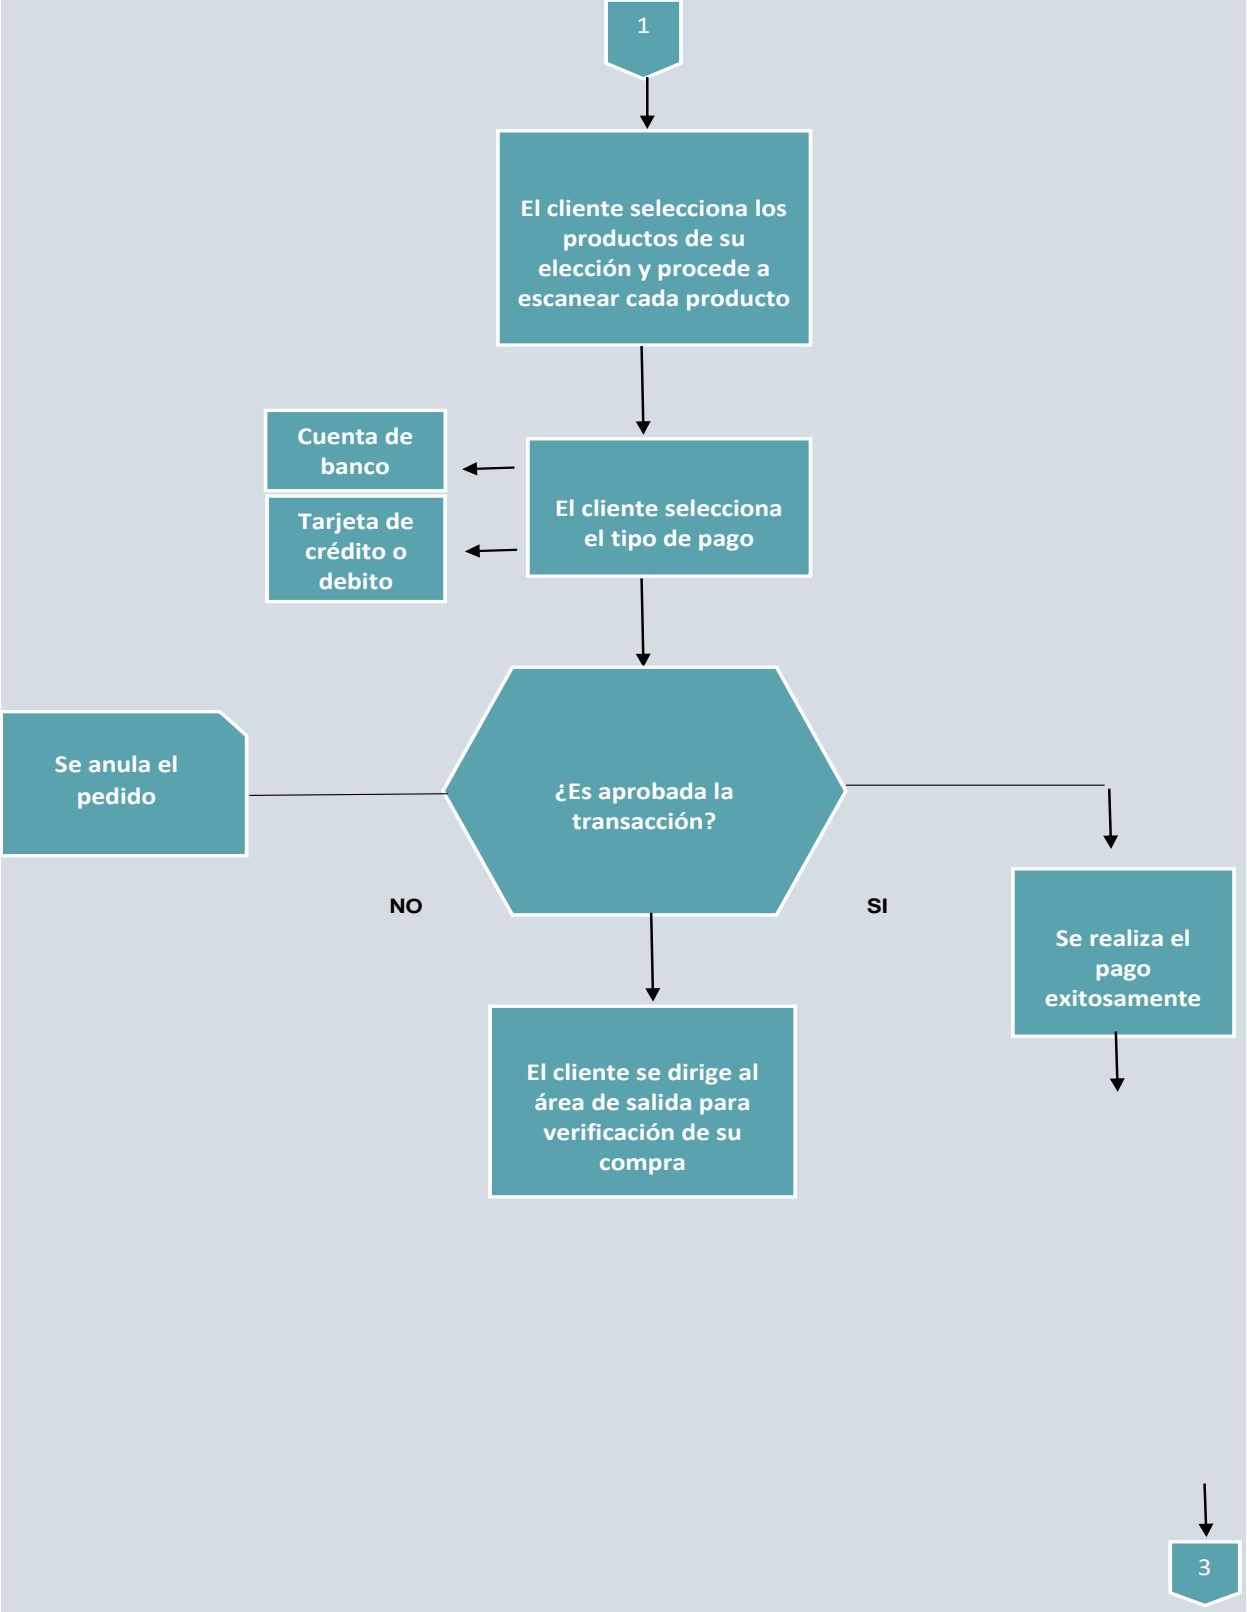 1
El cliente selecciona los
productos de su
elección y procede a
escanear cada producto
Cuenta de
banco
Tarjeta de
crédito o
debito
El cliente selecciona
el tipo de pago
Se anula el
pedido
¿Es aprobada la
transacción?
NO
SI
Se realiza el
pago
exitosamente
El cliente se dirige al
área de salida para
verificación de su
compra
3